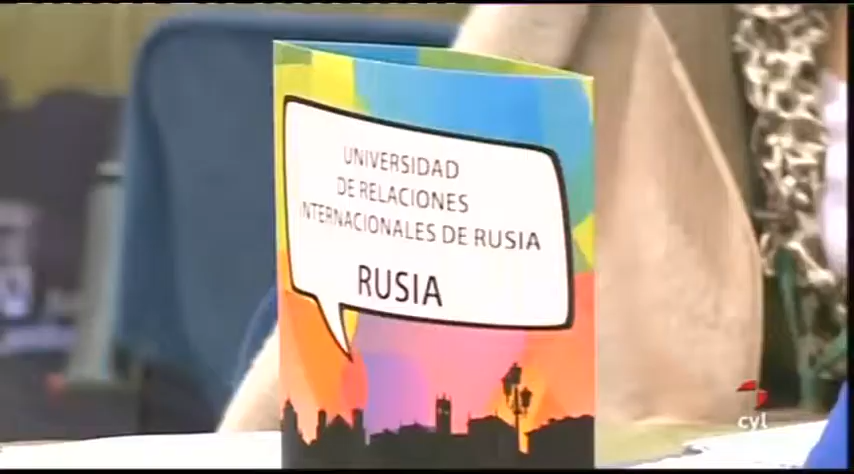 UNIVERSIDAD
DE RELACIONES
INTERNACIONALES DE RUSIA
RUSIA
cyl